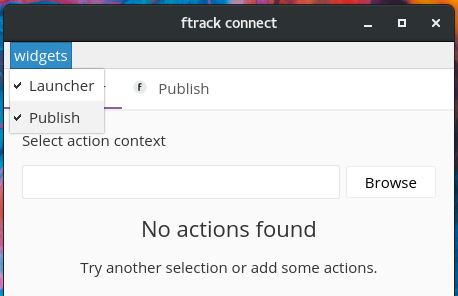 ftrack connect
widgets
Launcher
Publish
f Publish
Select action context
Browse
No actions found
Try another selection or add some actions.